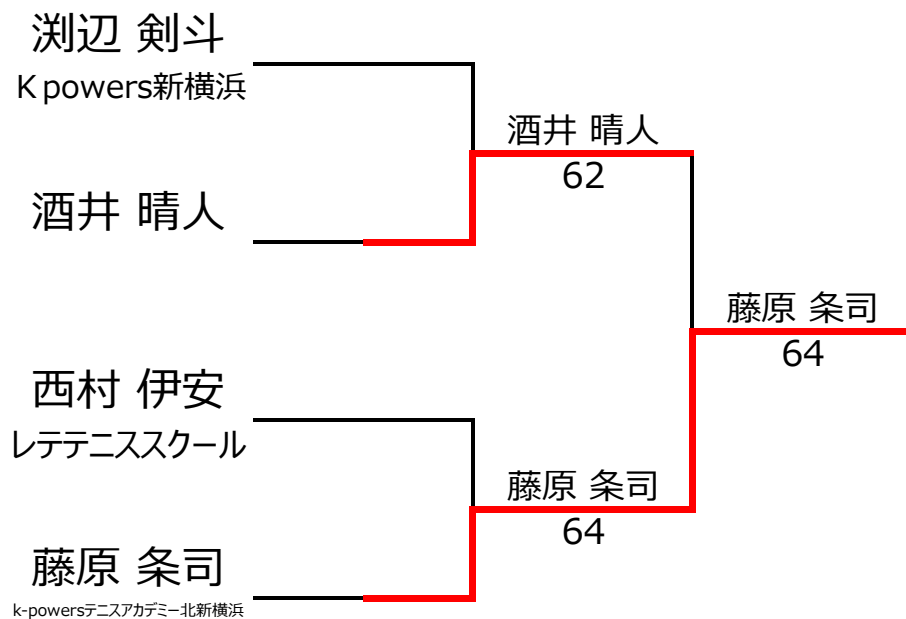 渕辺 剣斗
K powers新横浜
酒井 晴人
62
酒井 晴人
藤原 条司
64
西村 伊安
レテテニススクール
藤原 条司
64
藤原 条司
k-powersテニスアカデミー北新横浜